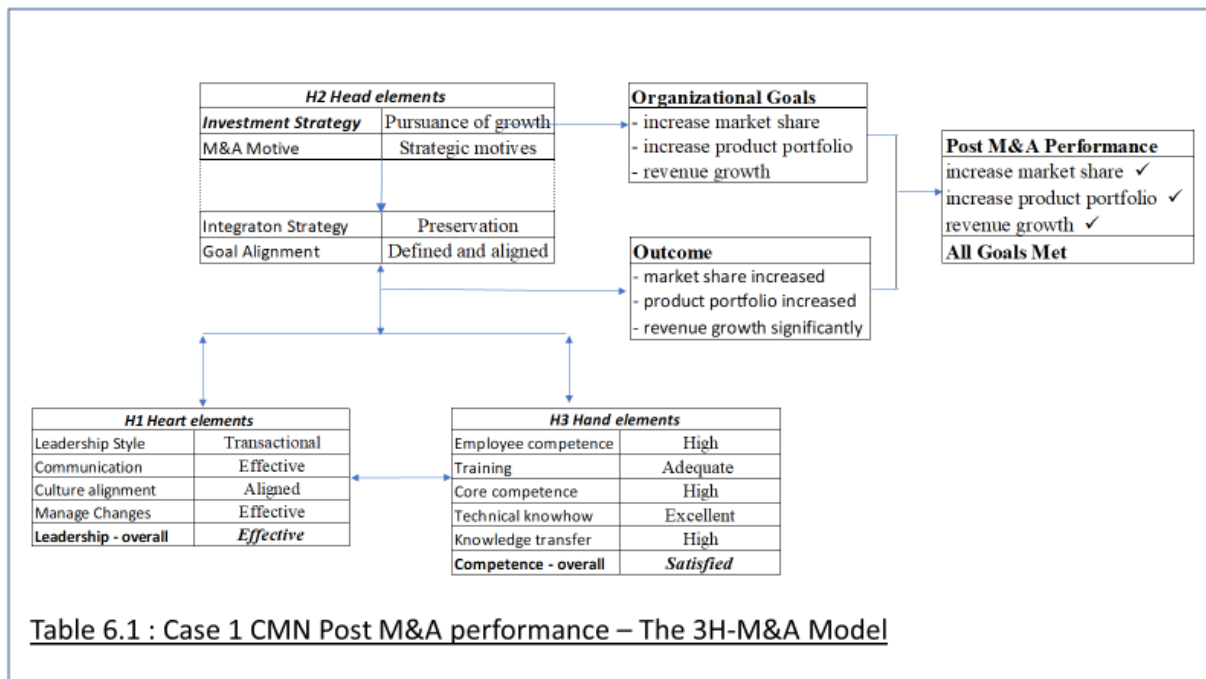 H2 Head elements
Investment Strategy Pursuance of growth
M&A Motive Strategic motives
Integraton Strategy Preservation
Goal Alignment Defined and aligned
Organizational Goals
- increase market share
- increase product portfolio
- revenue growth
Outcome
- market share increased
- product portfolio increased
- revenue growth significantly
Post M&A Performance
increase market share ✓
increase product portfolio ✓
revenue growth ✓
All Goals Met
H1 Heart elements
Leadership Style Transactional
Communication Effective
Culture alignment Aligned
Manage Changes Effective
Leadership - overall Effective
H3 Hand elements
Employee competence High
Training Adequate
Core competence High
Technical knowhow Excellent
Knowledge transfer High
Competence - overall Satisfied
Table 6.1 : Case 1 CMN Post M&A performance – The 3H-M&A Model